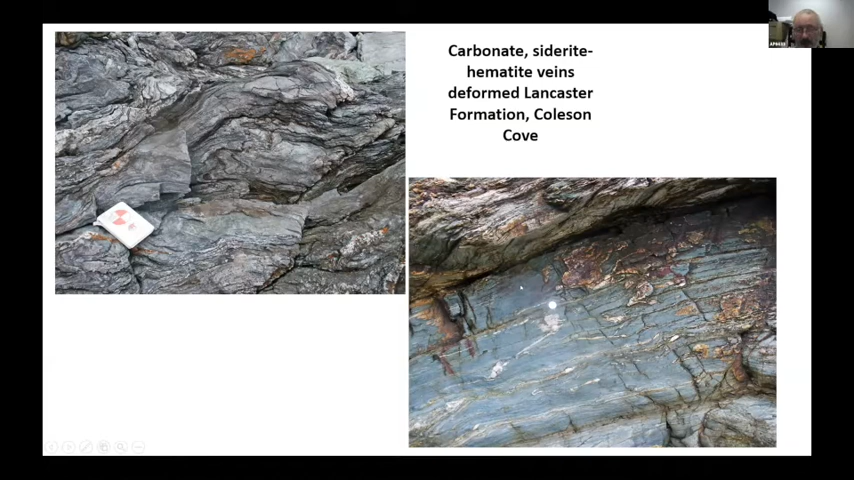 Carbonate, siderite-
hematite veins
deformed Lancaster
Formation, Coleson
Cove